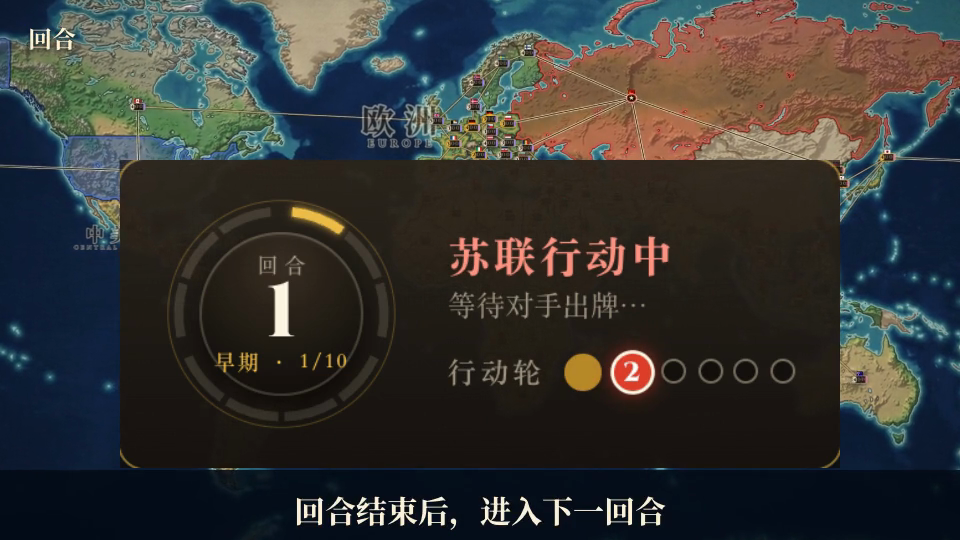 回合
欧洲
EUROPE
回合
1
早期 · 1/10
苏联行动中
等待对手出牌…
行动轮 2
回合结束后，进入下一回合